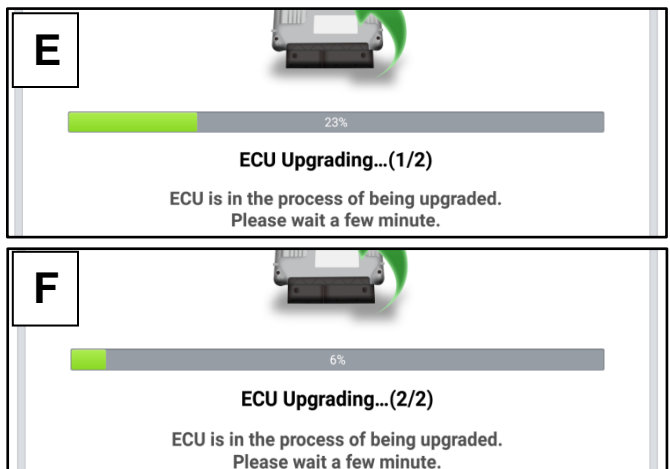 E
23%
ECU Upgrading...(1/2)
ECU is in the process of being upgraded.
Please wait a few minute.
F
6%
ECU Upgrading...(2/2)
ECU is in the process of being upgraded.
Please wait a few minute.